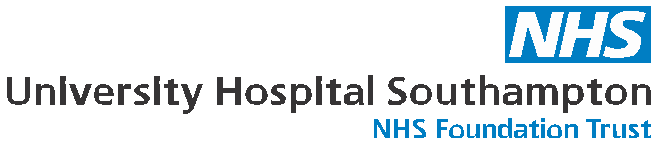 NHS
University Hospital Southampton
NHS Foundation Trust